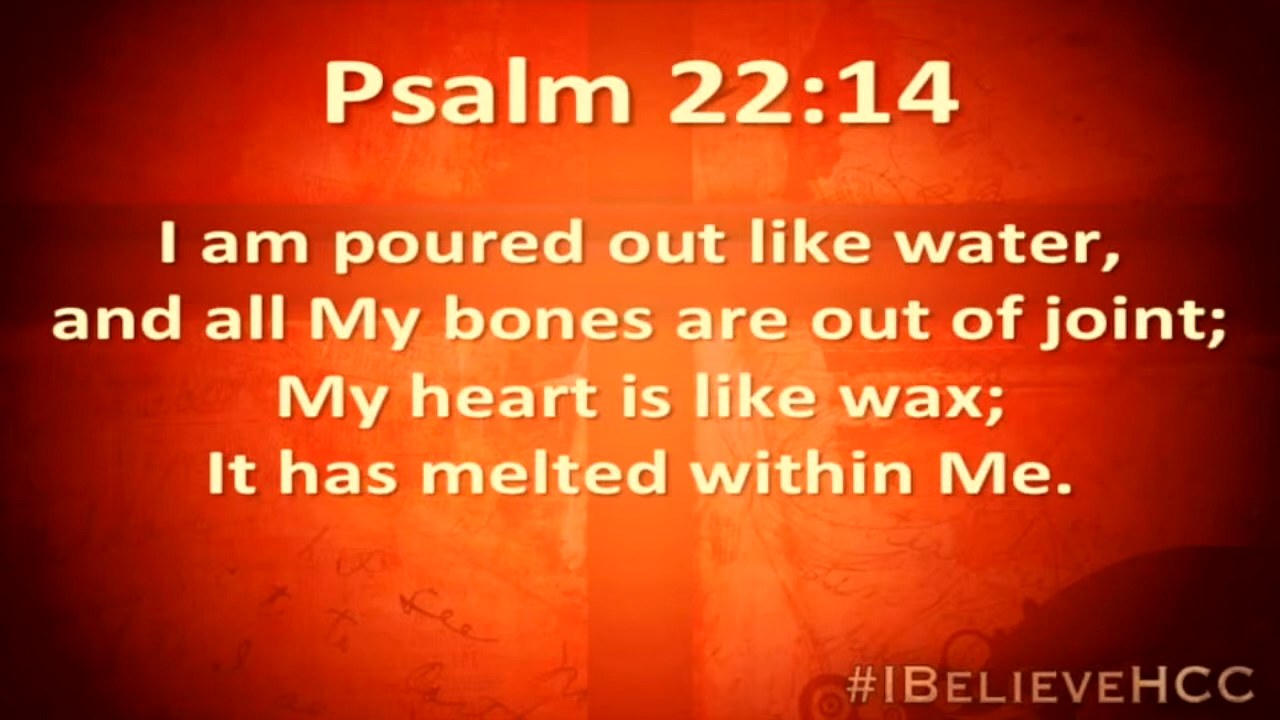 Psalm 22:14
I am poured out like water,
and all My bones are out of joint;
My heart is like wax;
It has melted within Me.
#IBelieveHCC